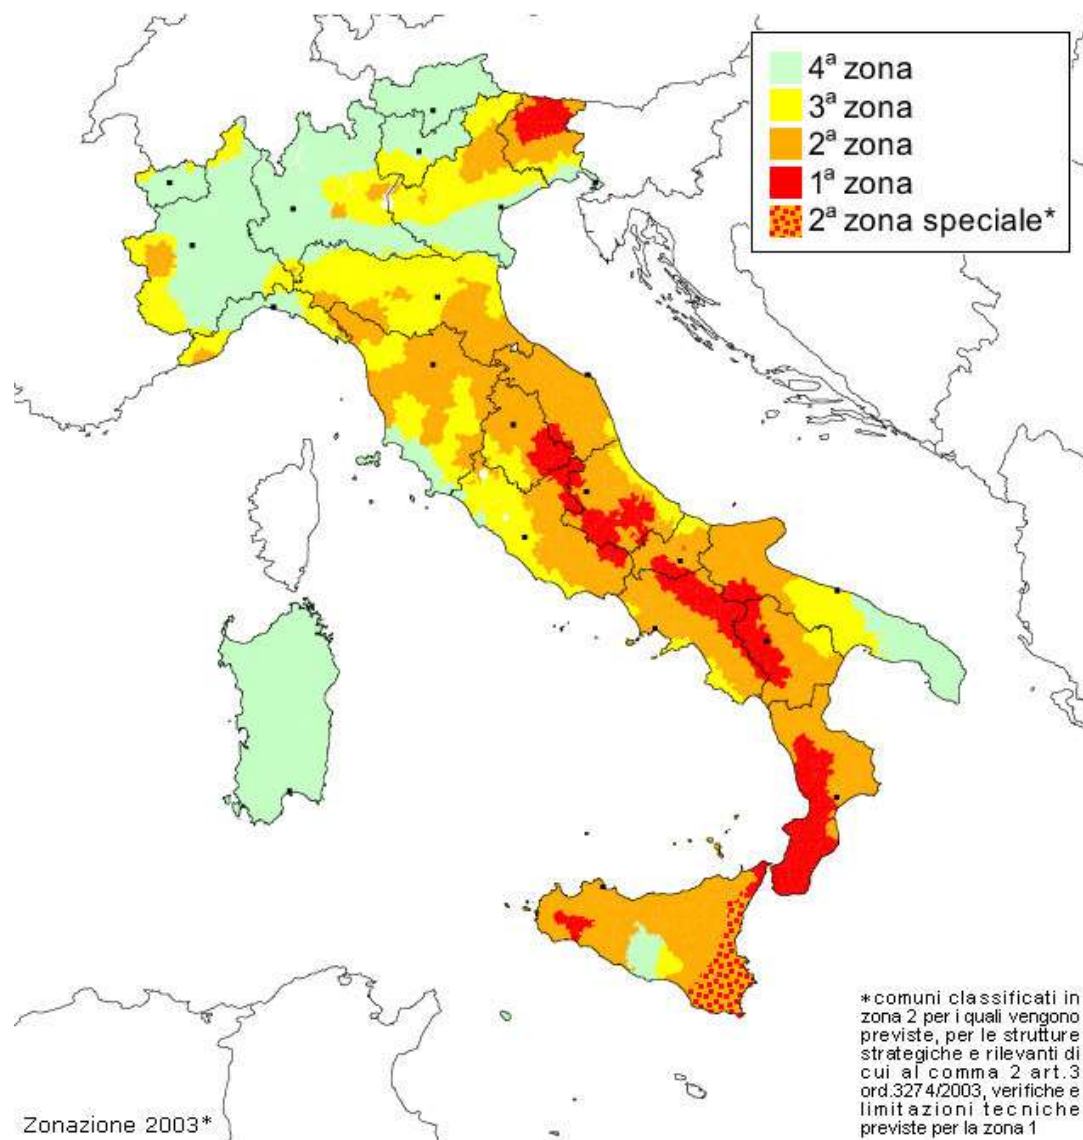 4ª zona
3ª zona
2ª zona
1ª zona
2ª zona speciale*
*comuni classificati in
zona 2 per i quali vengono
previste, per le strutture
strategiche e rilevanti di
cui al comma 2 art.3
ord.3274/2003, verifiche e
limitazioni tecniche
previste per la zona 1
Zonazione 2003*